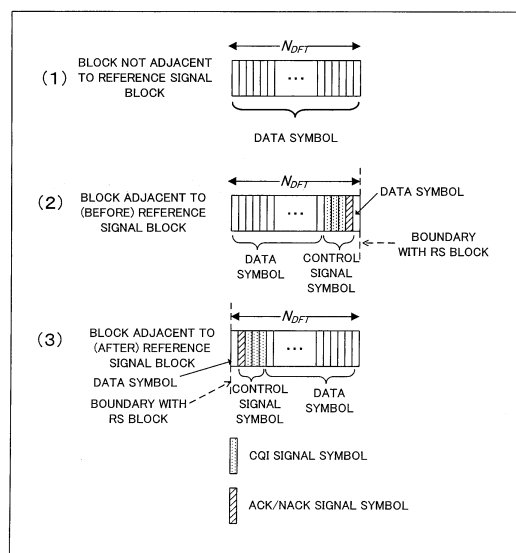 N_DFT
(1) BLOCK NOT ADJACENT
TO REFERENCE SIGNAL
BLOCK
...
DATA SYMBOL
N_DFT
(2) BLOCK ADJACENT TO
(BEFORE) REFERENCE
SIGNAL BLOCK
...
DATA SYMBOL
BOUNDARY
WITH RS BLOCK
DATA
SYMBOL
CONTROL
SIGNAL
SYMBOL
N_DFT
(3) BLOCK ADJACENT TO
(AFTER) REFERENCE
SIGNAL BLOCK
...
DATA SYMBOL
BOUNDARY WITH
RS BLOCK
CONTROL
SIGNAL
SYMBOL
DATA
SYMBOL
CQI SIGNAL SYMBOL
ACK/NACK SIGNAL SYMBOL